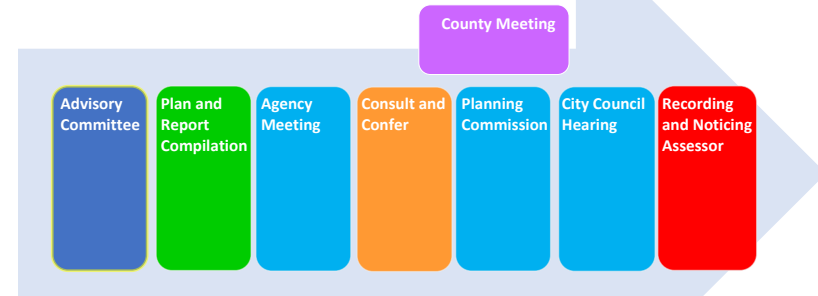 County Meeting
Advisory
Committee
Plan and
Report
Compilation
Agency
Meeting
Consult and
Confer
Planning
Commission
City Council
Hearing
Recording
and Noticing
Assessor